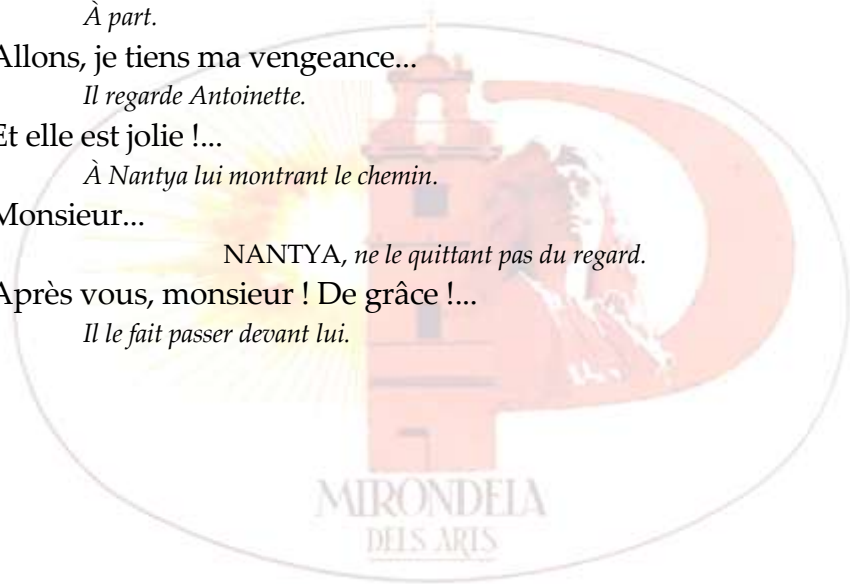 À part.
Allons, je tiens ma vengeance...
Il regarde Antoinette.
Et elle est jolie !...
À Nantya lui montrant le chemin.
Monsieur...
NANTYA, ne le quittant pas du regard.
Après vous, monsieur ! De grâce !...
Il le fait passer devant lui.
MIRONDELA
DELS ARTS